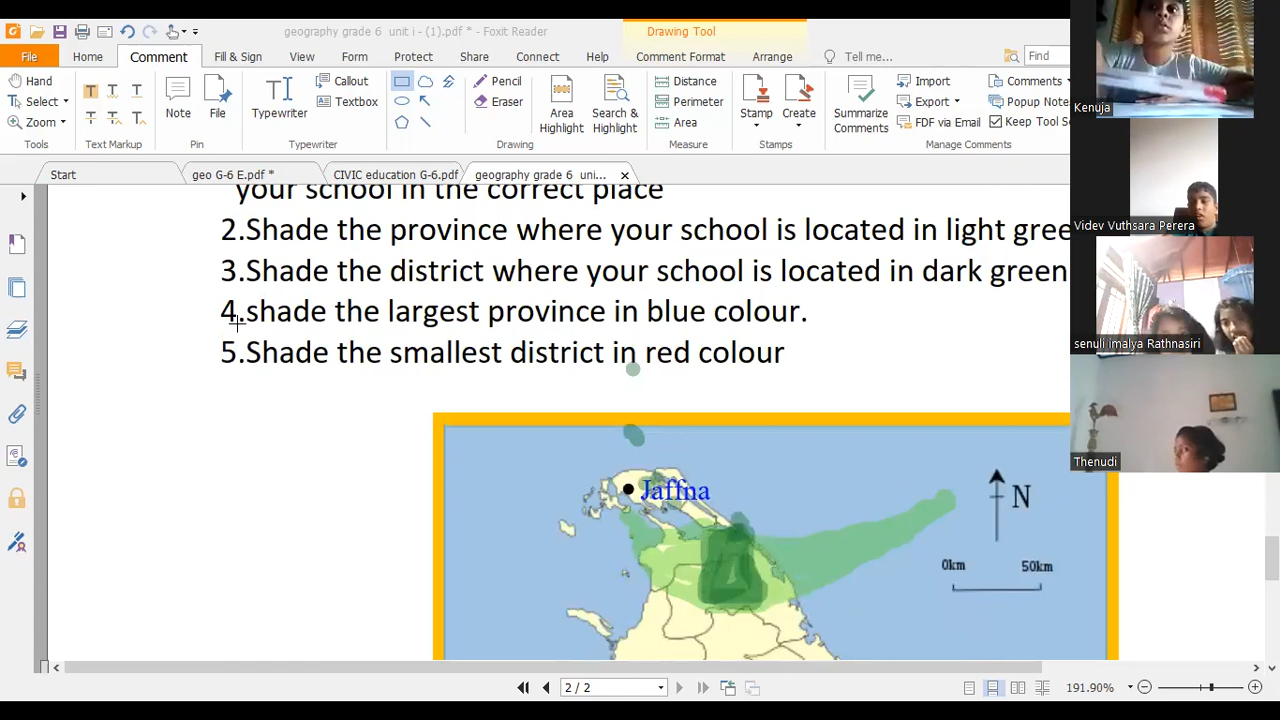 geography grade 6 unit i - (1).pdf * - Foxit Reader
Drawing Tool
File Home Comment Fill & Sign View Form Share Connect Help Comment Format Arrange Tell me... Find
Hand
Select
Zoom
Tools
T T T
T T T
Text Markup
Note File
Pin
Typewriter
Callout
Textbox
Typewriter
Pencil
Eraser
Area Highlight
Search & Highlight
Drawing
Distance
Perimeter
Area
Measure
Stamp Create
Stamps
Summarize Comments
Import
Export
FDF via Email
Comments
Popup Note
Keep Tool S
Manage Comments
Start geo G-6 E.pdf * CIVIC education G-6.pdf geography grade 6 uni... ×
your school in the correct place
2.Shade the province where your school is located in light gree
3.Shade the district where your school is located in dark green
4.shade the largest province in blue colour.
5.Shade the smallest district in red colour
Jaffna
N
0km 50km
Kenuja
Videv Vuthsara Perera
senuli imalya Rathnasiri
Thenudi
2 / 2
191.90%